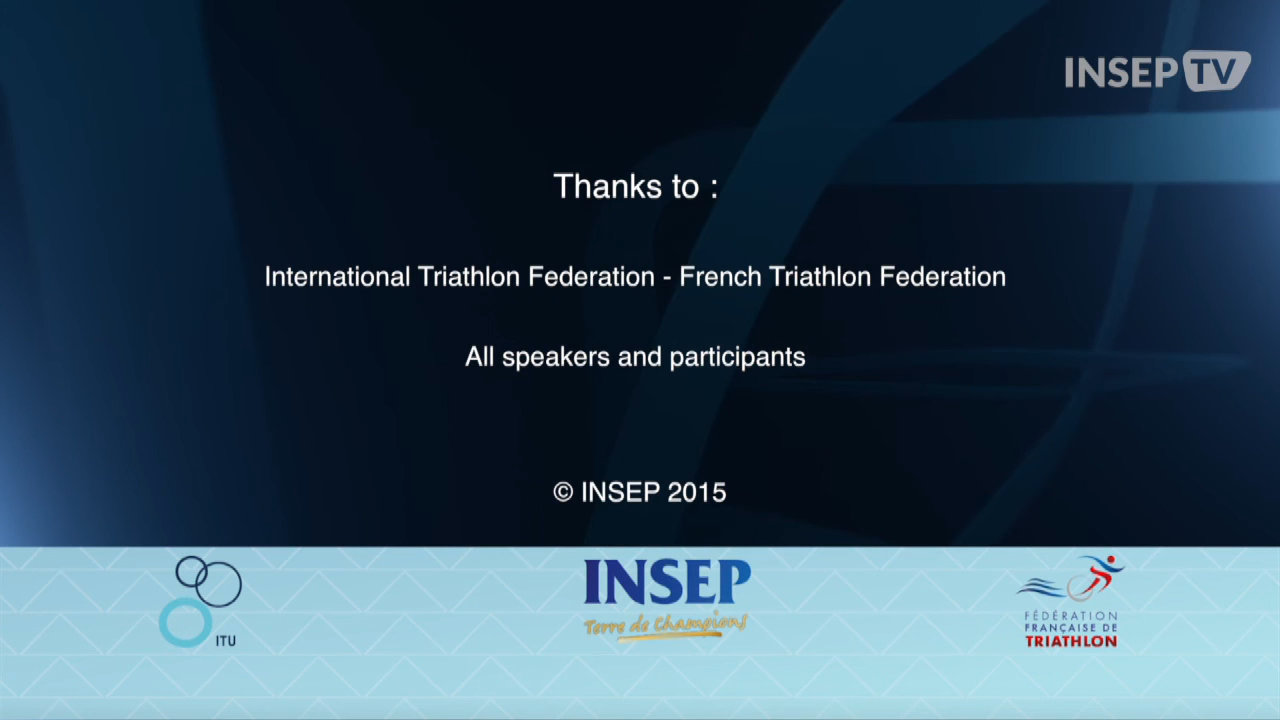 INSEP TV
Thanks to :
International Triathlon Federation - French Triathlon Federation
All speakers and participants
© INSEP 2015
ITU
INSEP
Terre de Champions
FÉDÉRATION
FRANÇAISE DE
TRIATHLON